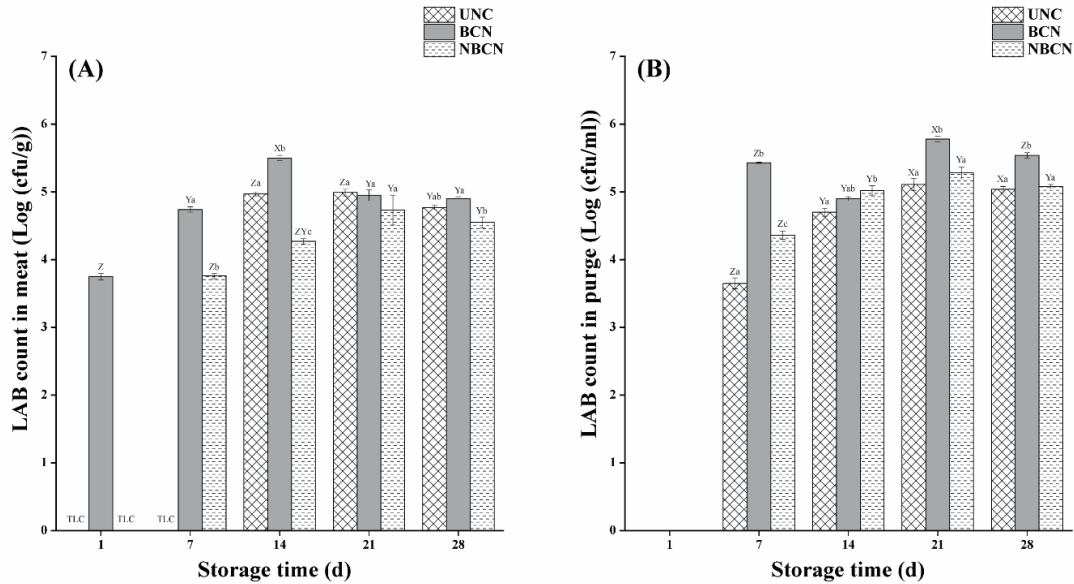 UNC
BCN
NBCN
(A)
LAB count in meat (Log (cfu/g))
7
6
5
4
3
2
1
0
TLC
Z
TLC
TLC
Ya
Zb
Za
Xb
ZYc
Za
Ya
Ya
Yab
Ya
Yb
1
7
14
21
28
Storage time (d)
UNC
BCN
NBCN
(B)
LAB count in purge (Log (cfu/ml))
7
6
5
4
3
2
1
0
Za
Zb
Zc
Ya
Yab
Yb
Xa
Xb
Ya
Xa
Zb
Ya
1
7
14
21
28
Storage time (d)